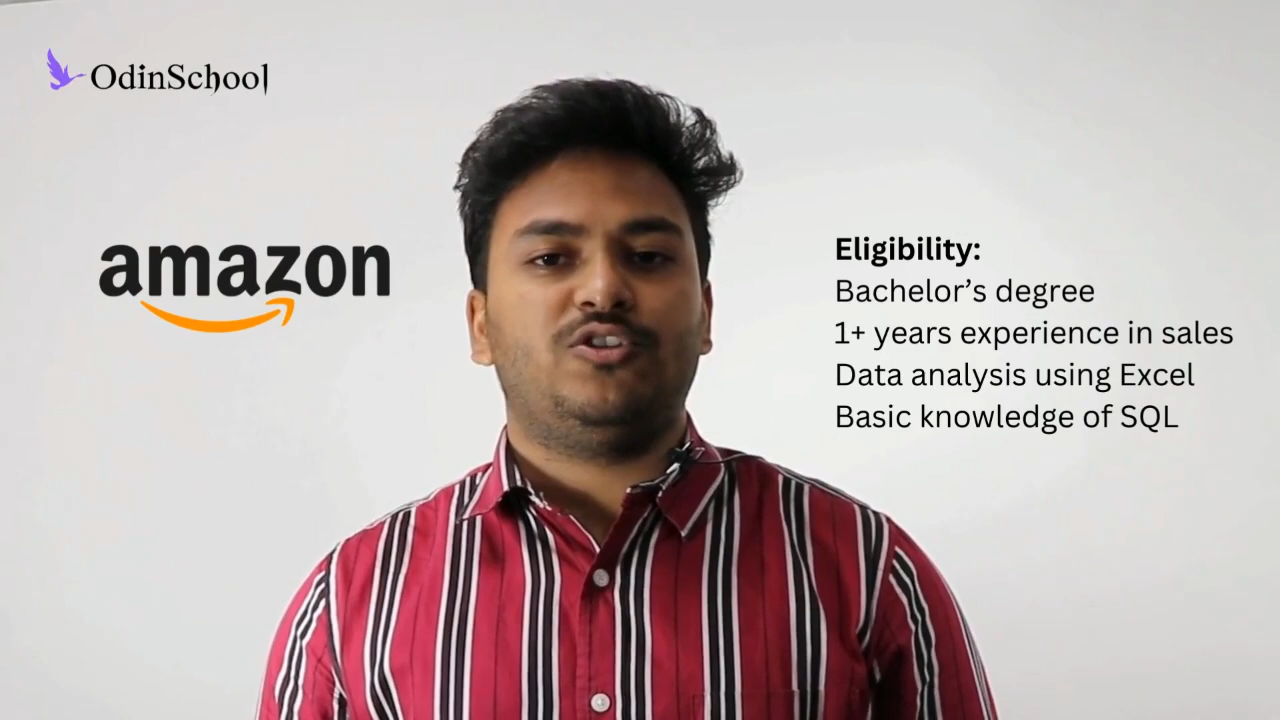 OdinSchool
amazon
Eligibility:
Bachelor’s degree
1+ years experience in sales
Data analysis using Excel
Basic knowledge of SQL